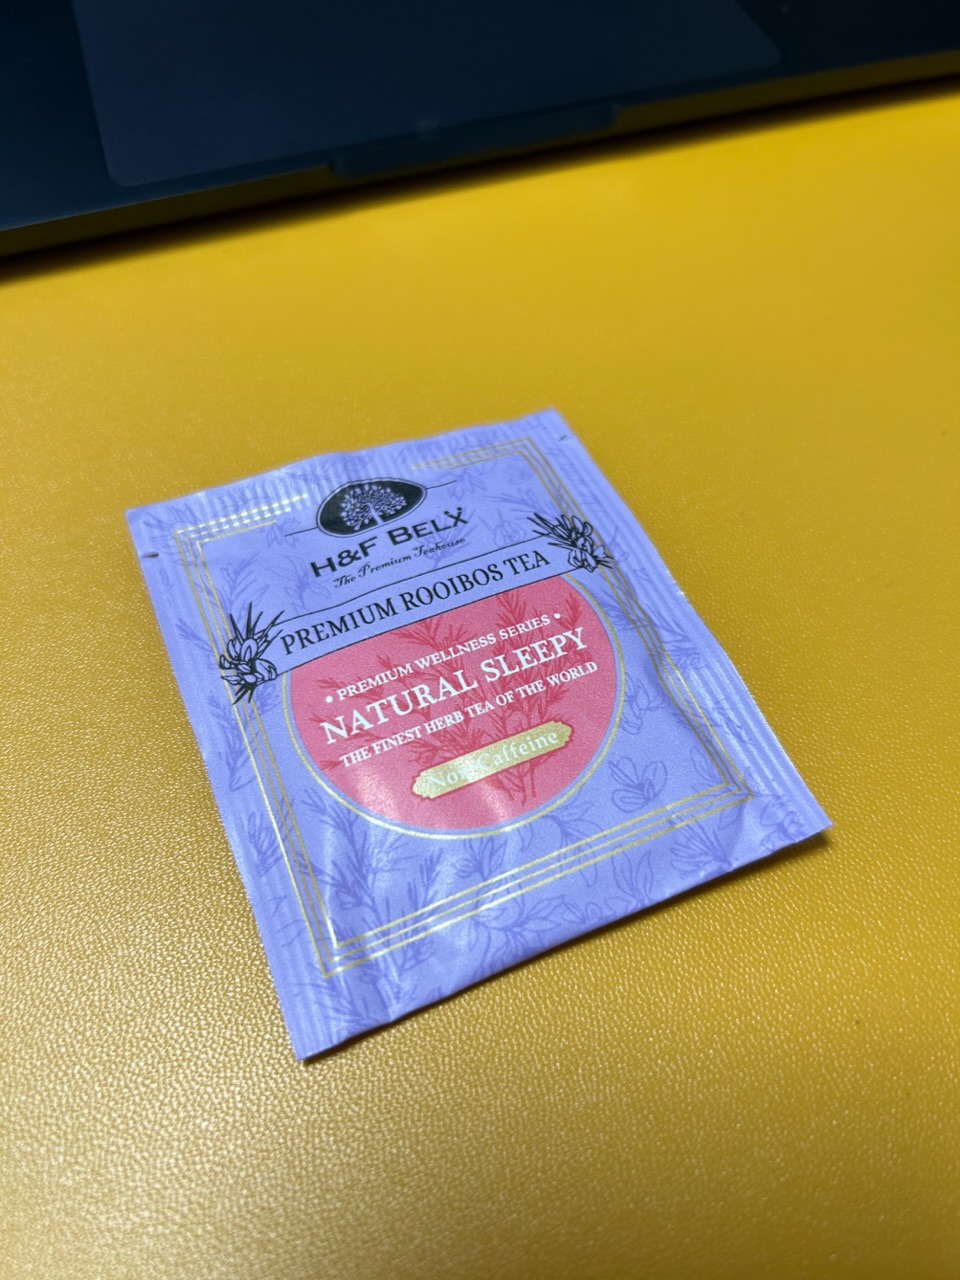 H&F BELX
The Premium Teahouse
PREMIUM ROOIBOS TEA
• PREMIUM WELLNESS SERIES •
NATURAL SLEEPY
THE FINEST HERB TEA OF THE WORLD
Non-Caffeine